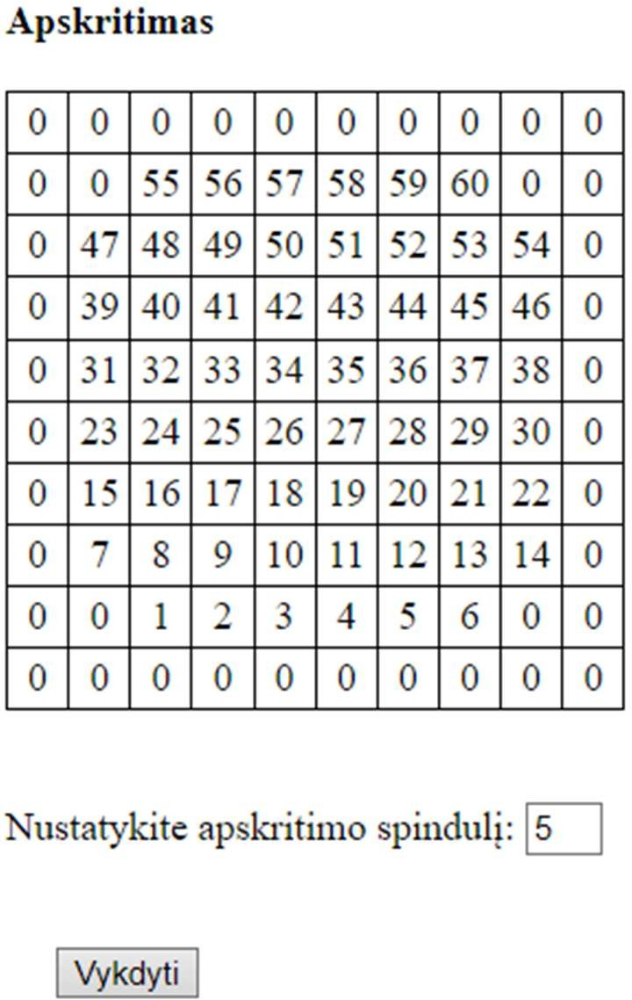 Apskritimas
0 0 0 0 0 0 0 0 0 0
0 0 55 56 57 58 59 60 0 0
0 47 48 49 50 51 52 53 54 0
0 39 40 41 42 43 44 45 46 0
0 31 32 33 34 35 36 37 38 0
0 23 24 25 26 27 28 29 30 0
0 15 16 17 18 19 20 21 22 0
0 7 8 9 10 11 12 13 14 0
0 0 1 2 3 4 5 6 0 0
0 0 0 0 0 0 0 0 0 0
Nustatykite apskritimo spindulį: 5
Vykdyti